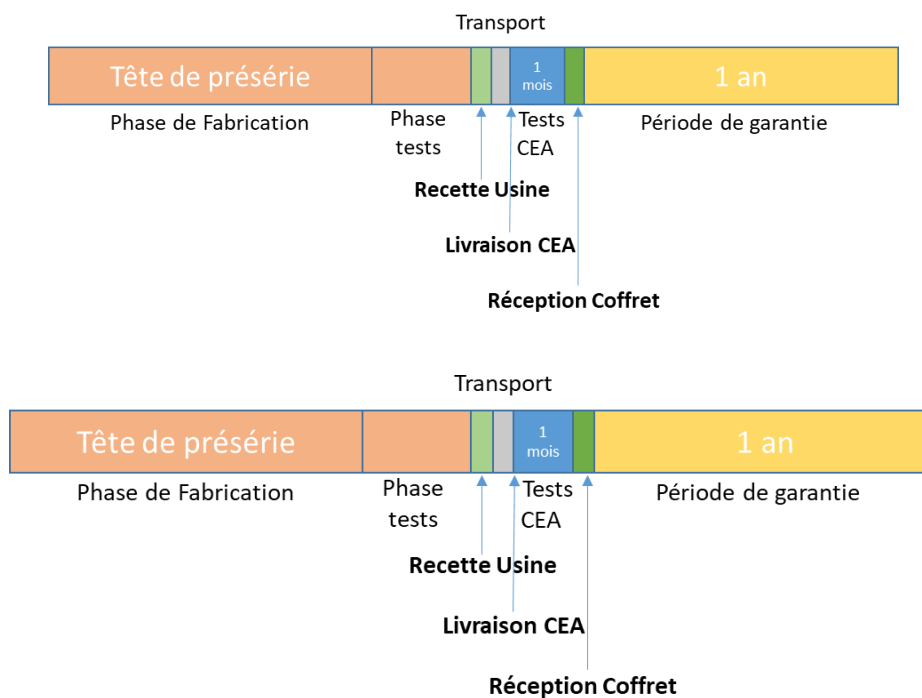 Transport
Tête de présérie
1
mois
1 an
Phase de Fabrication
Phase
tests
Tests
CEA
Période de garantie
Recette Usine
Livraison CEA
Réception Coffret
Transport
Tête de présérie
1
mois
1 an
Phase de Fabrication
Phase
tests
Tests
CEA
Période de garantie
Recette Usine
Livraison CEA
Réception Coffret